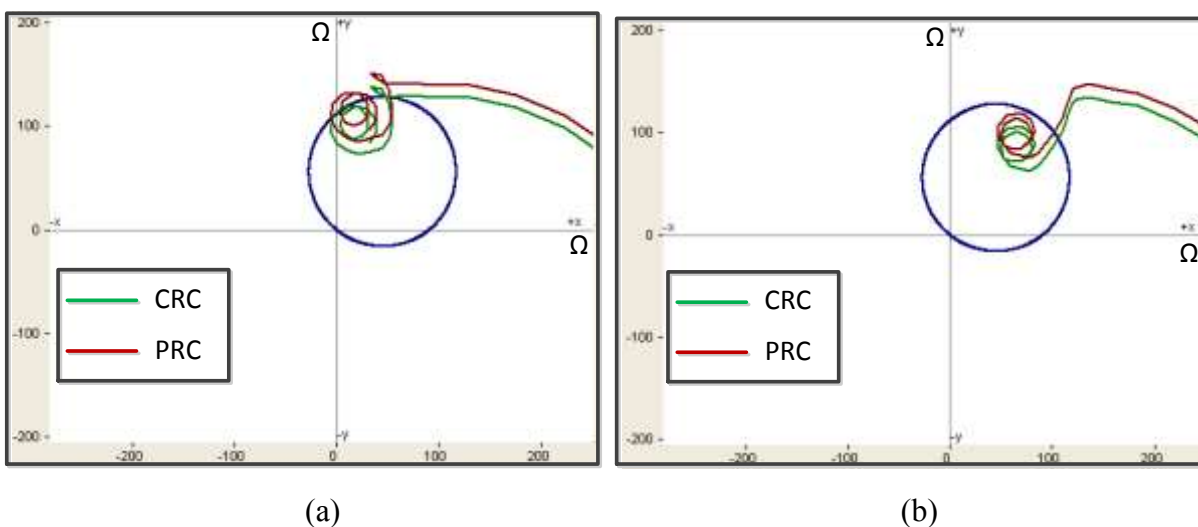 200 -
Ω
+y
100 -
-x
0 -
+x
Ω
CRC
PRC
-100 -
-200 -
-y
-200
-100
0
100
200
(a)
200 -
Ω
+y
100 -
-x
0 -
+x
Ω
CRC
PRC
-100 -
-200 -
-y
-200
-100
0
100
200
(b)